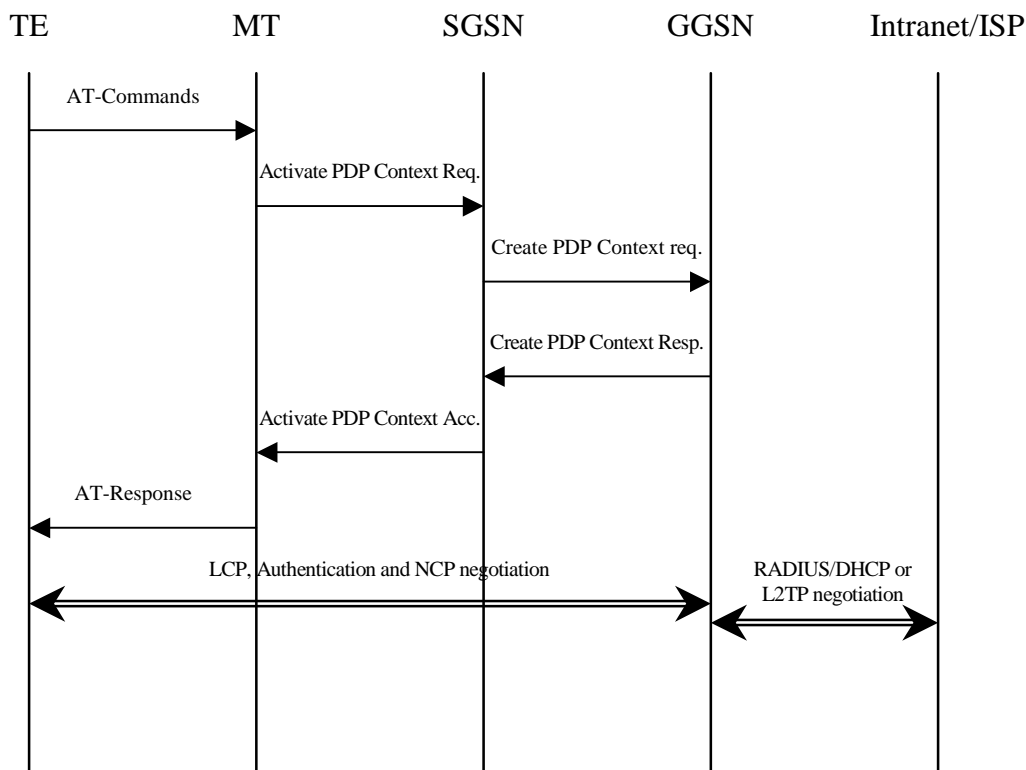 TE MT SGSN GGSN Intranet/ISP
AT-Commands
Activate PDP Context Req.
Create PDP Context req.
Create PDP Context Resp.
Activate PDP Context Acc.
AT-Response
LCP, Authentication and NCP negotiation
RADIUS/DHCP or
L2TP negotiation